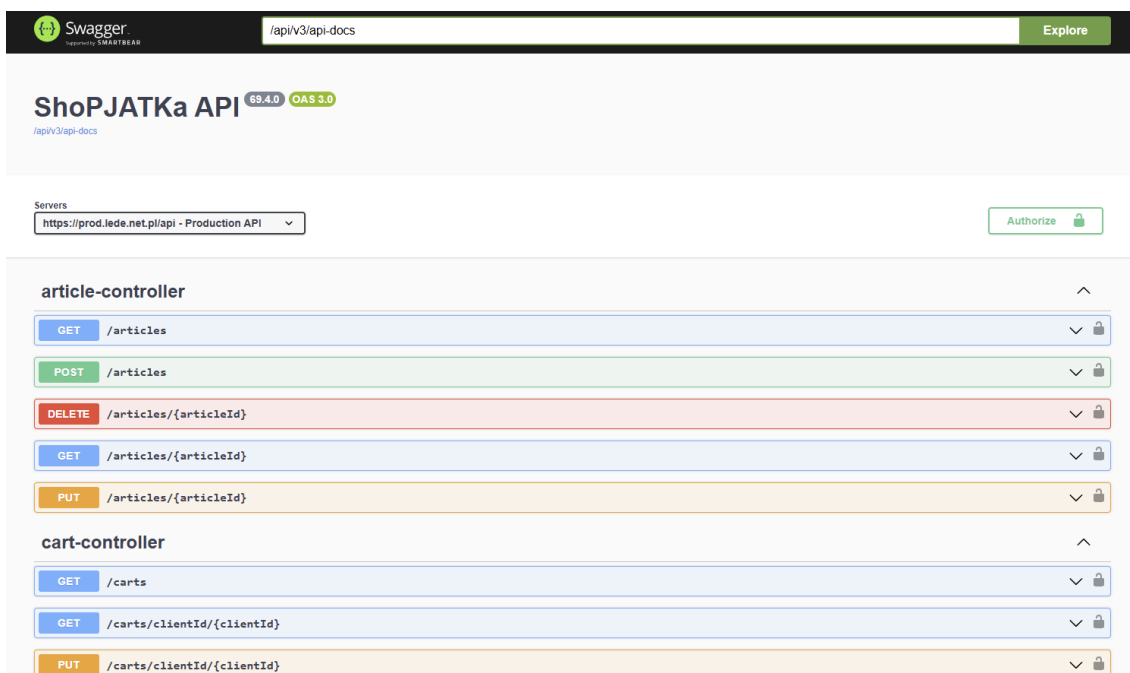 Swagger.
Supported by SMARTBEAR
/api/v3/api-docs
Explore
ShoPJATKa API 69.4.0 OAS 3.0
/api/v3/api-docs
Servers
https://prod.lede.net.pl/api - Production API
Authorize
article-controller
GET /articles
POST /articles
DELETE /articles/{articleId}
GET /articles/{articleId}
PUT /articles/{articleId}
cart-controller
GET /carts
GET /carts/clientId/{clientId}
PUT /carts/clientId/{clientId}